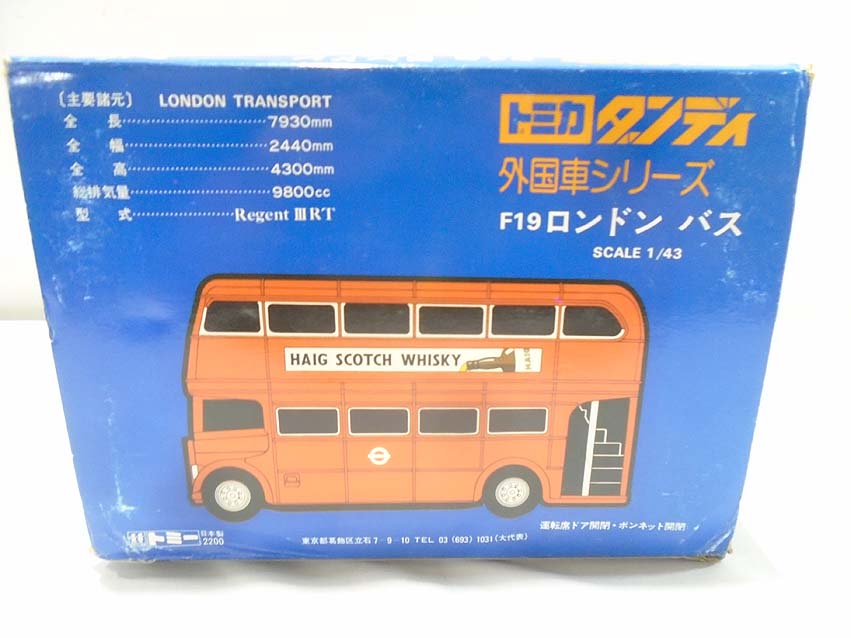 〔主要諸元〕 LONDON TRANSPORT
全長……………………………7930mm
全幅……………………………2440mm
全高……………………………4300mm
総排気量………………………9800cc
型式……………………Regent ⅢRT
トミカ ダンディ
外国車シリーズ
F19ロンドン バス
SCALE 1/43
HAIG SCOTCH WHISKY
HAIG
運転席ドア開閉・ボンネット開閉
トミー 日本製
2200
東京都葛飾区立石7-9-10 TEL 03 (693) 1031(大代表)